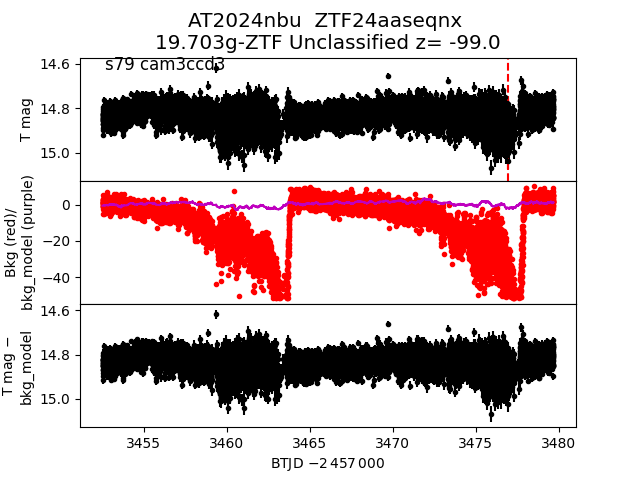 AT2024nbu  ZTF24aaseqnx
19.703g-ZTF Unclassified z= -99.0
s79 cam3ccd3
14.6
14.8
15.0
T mag
0
−20
−40
Bkg (red)/
bkg_model (purple)
14.6
14.8
15.0
T mag −
bkg_model
3455 3460 3465 3470 3475 3480
BTJD −2 457 000